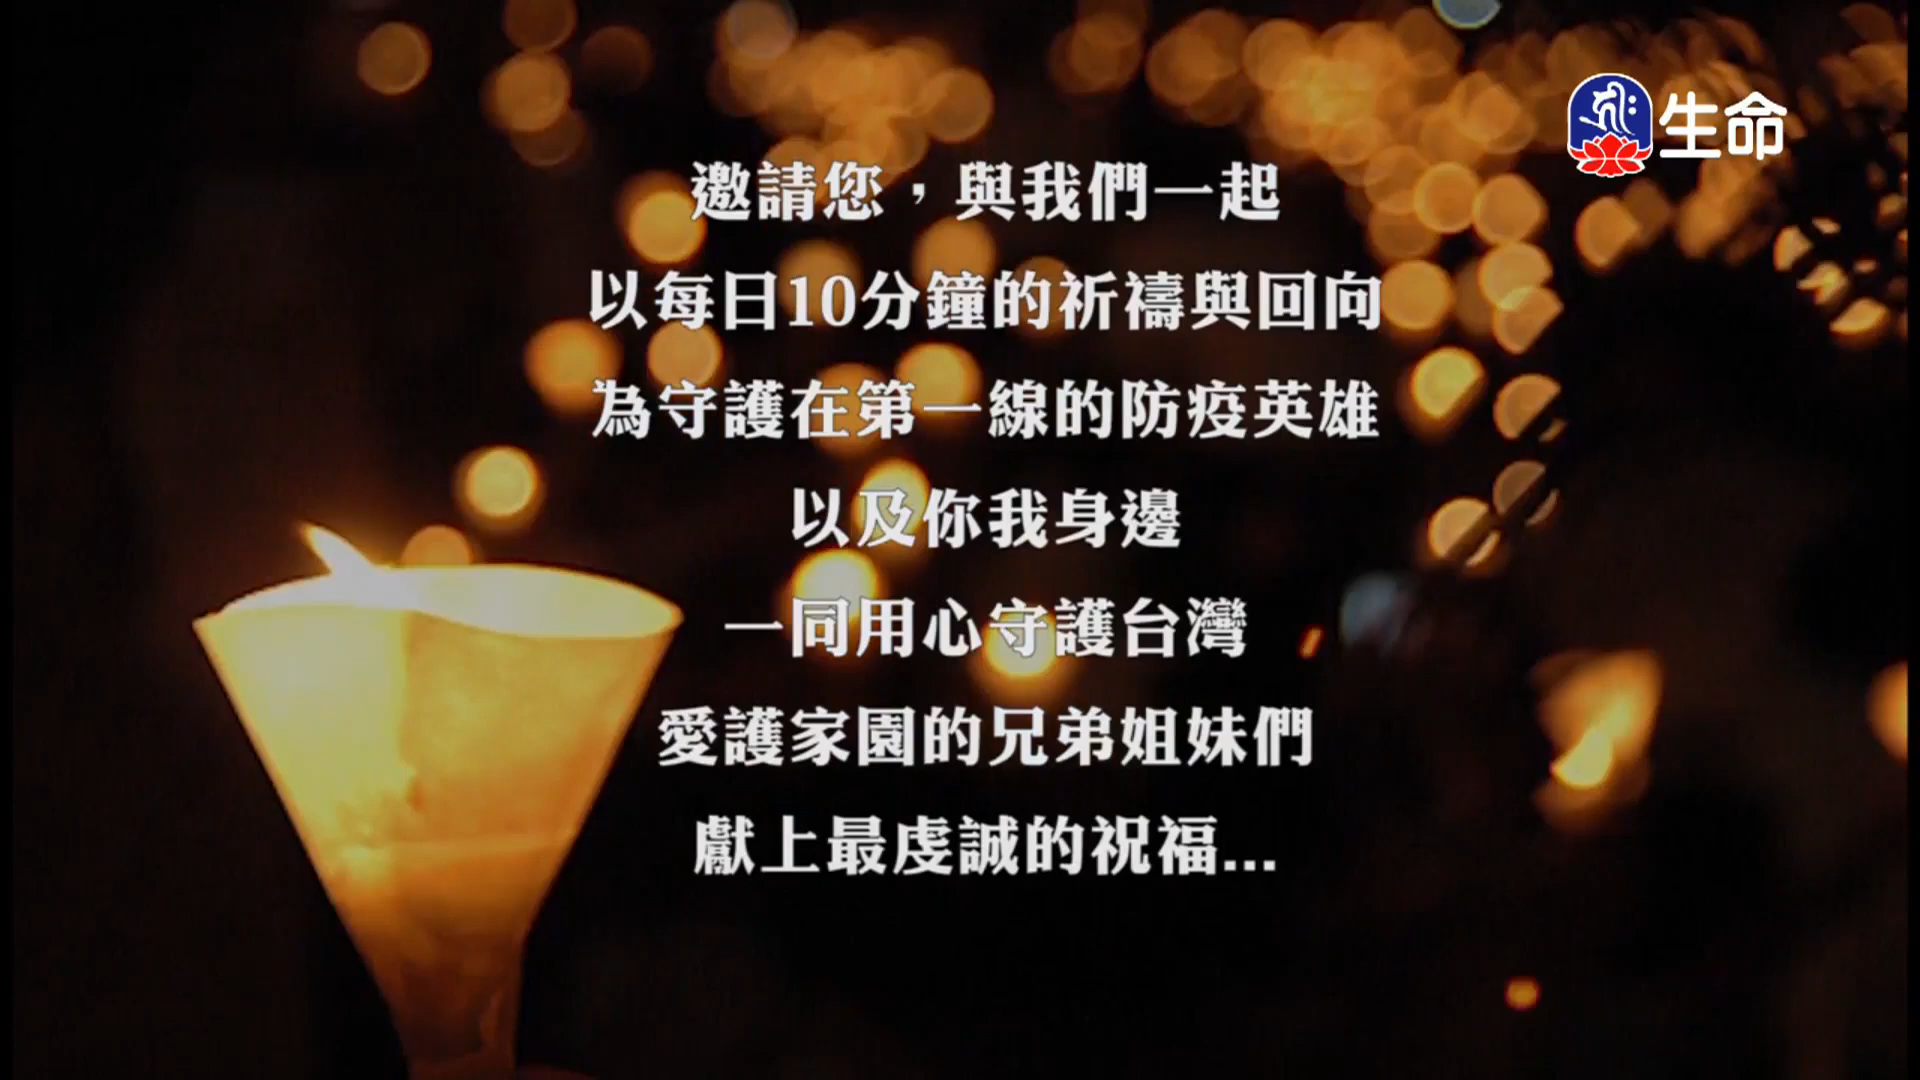 生命
邀請您，與我們一起
以每日10分鐘的祈禱與回向
為守護在第一線的防疫英雄
以及你我身邊
一同用心守護台灣
愛護家園的兄弟姐妹們
獻上最虔誠的祝福...